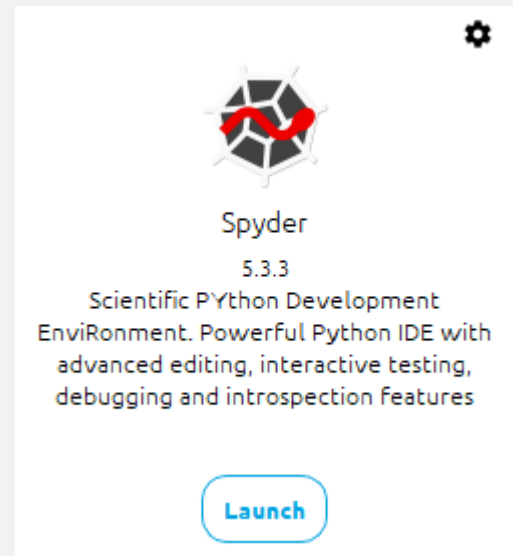 Spyder
5.3.3
Scientific PYthon Development
EnviRonment. Powerful Python IDE with
advanced editing, interactive testing,
debugging and introspection features
Launch